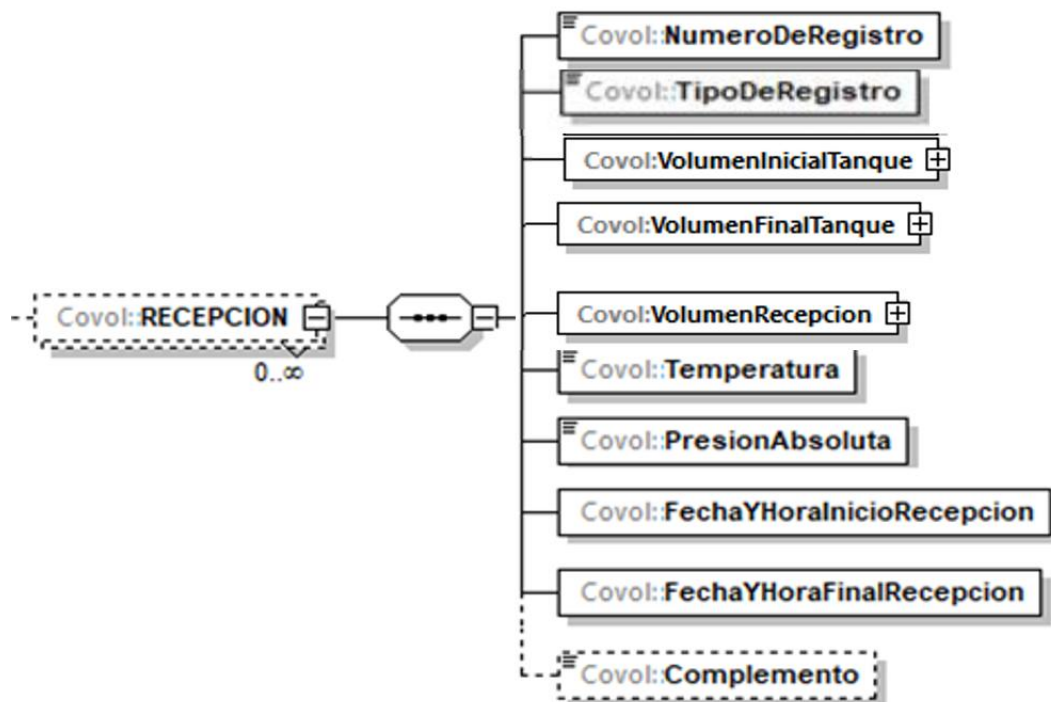 Covol::NumeroDeRegistro
Covol::TipoDeRegistro
Covol:VolumenInicialTanque
Covol:VolumenFinalTanque
Covol::RECEPCION
0..∞
Covol:VolumenRecepcion
Covol::Temperatura
Covol::PresionAbsoluta
Covol::FechaYHoraInicioRecepcion
Covol::FechaYHoraFinalRecepcion
Covol::Complemento